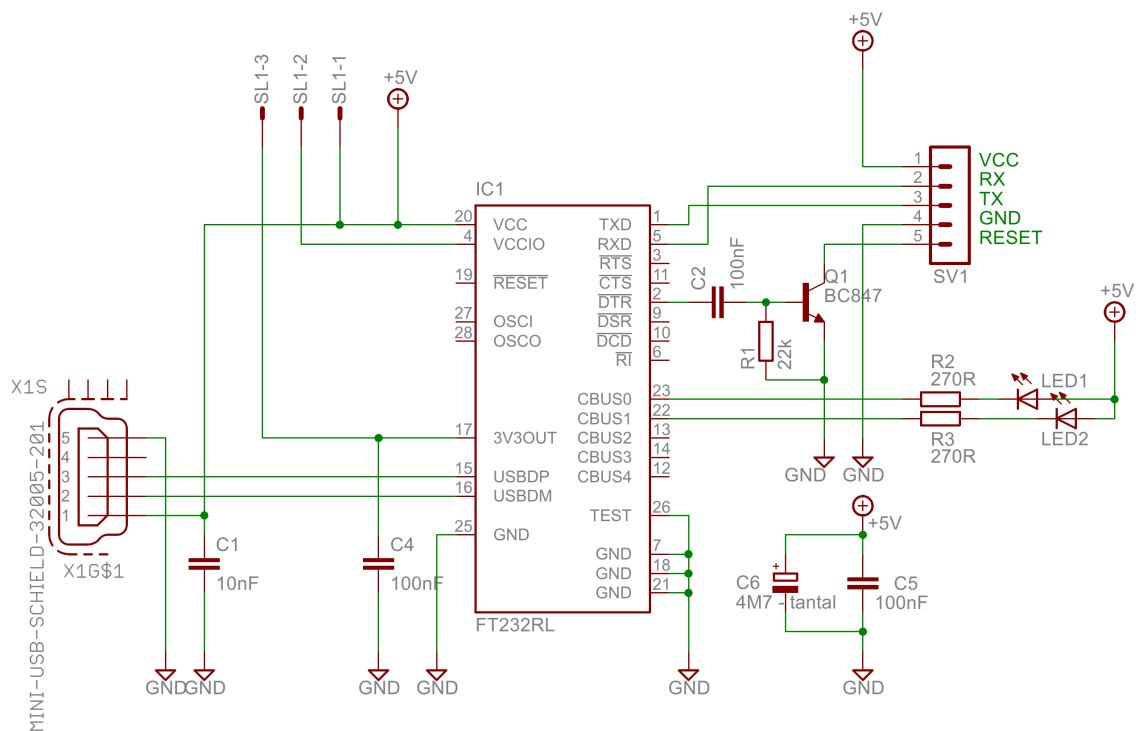 +5V
SL1-3
SL1-2
SL1-1
+5V
1 VCC
2 RX
3 TX
4 GND
5 RESET
SV1
IC1
20 VCC TXD 1
4 VCCIO RXD 5
RTS 3
19 RESET CTS 11
DTR 2
27 OSCI DSR 9
28 OSCO DCD 10
RI 6
CBUS0 23
CBUS1 22
17 3V3OUT CBUS2 13
CBUS3 14
15 USBDP CBUS4 12
16 USBDM
TEST 26
25 GND
GND 7
GND 18
GND 21
FT232RL
C2
100nF
Q1
BC847
R1
22k
+5V
R2
270R
LED1
R3
270R
LED2
GND
GND
X1S
5
4
3
2
1
X1G$1
MINI-USB-SCHIELD-32005-201
C1
10nF
C4
100nF
+5V
C6
4M7 - tantal
+
C5
100nF
GND
GND
GND
GND
GND
GND